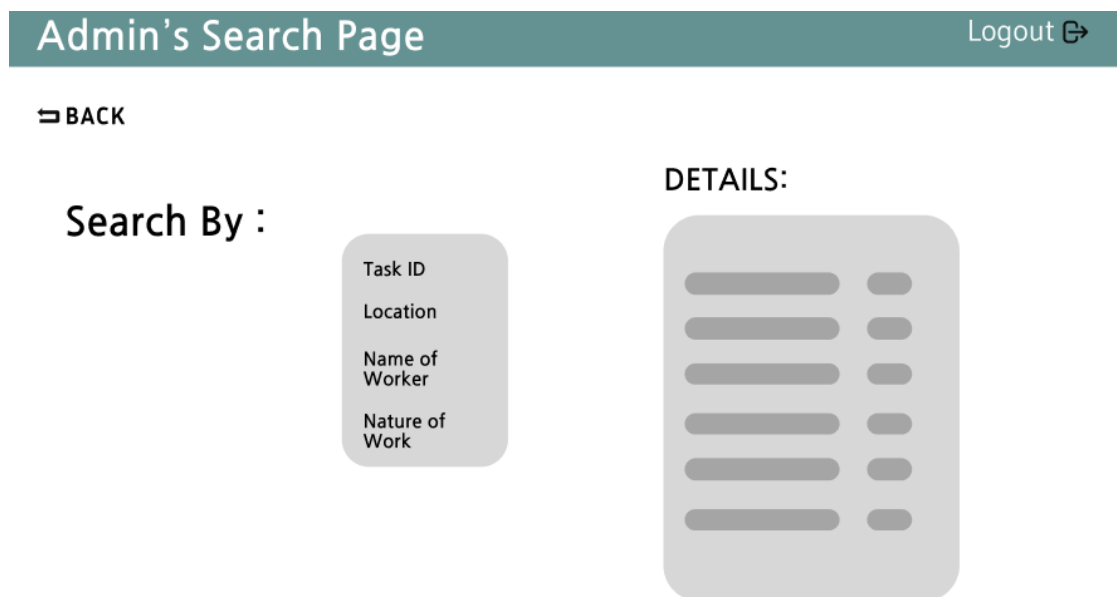 Admin's Search Page
Logout
BACK
DETAILS:
Search By :
Task ID
Location
Name of
Worker
Nature of
Work